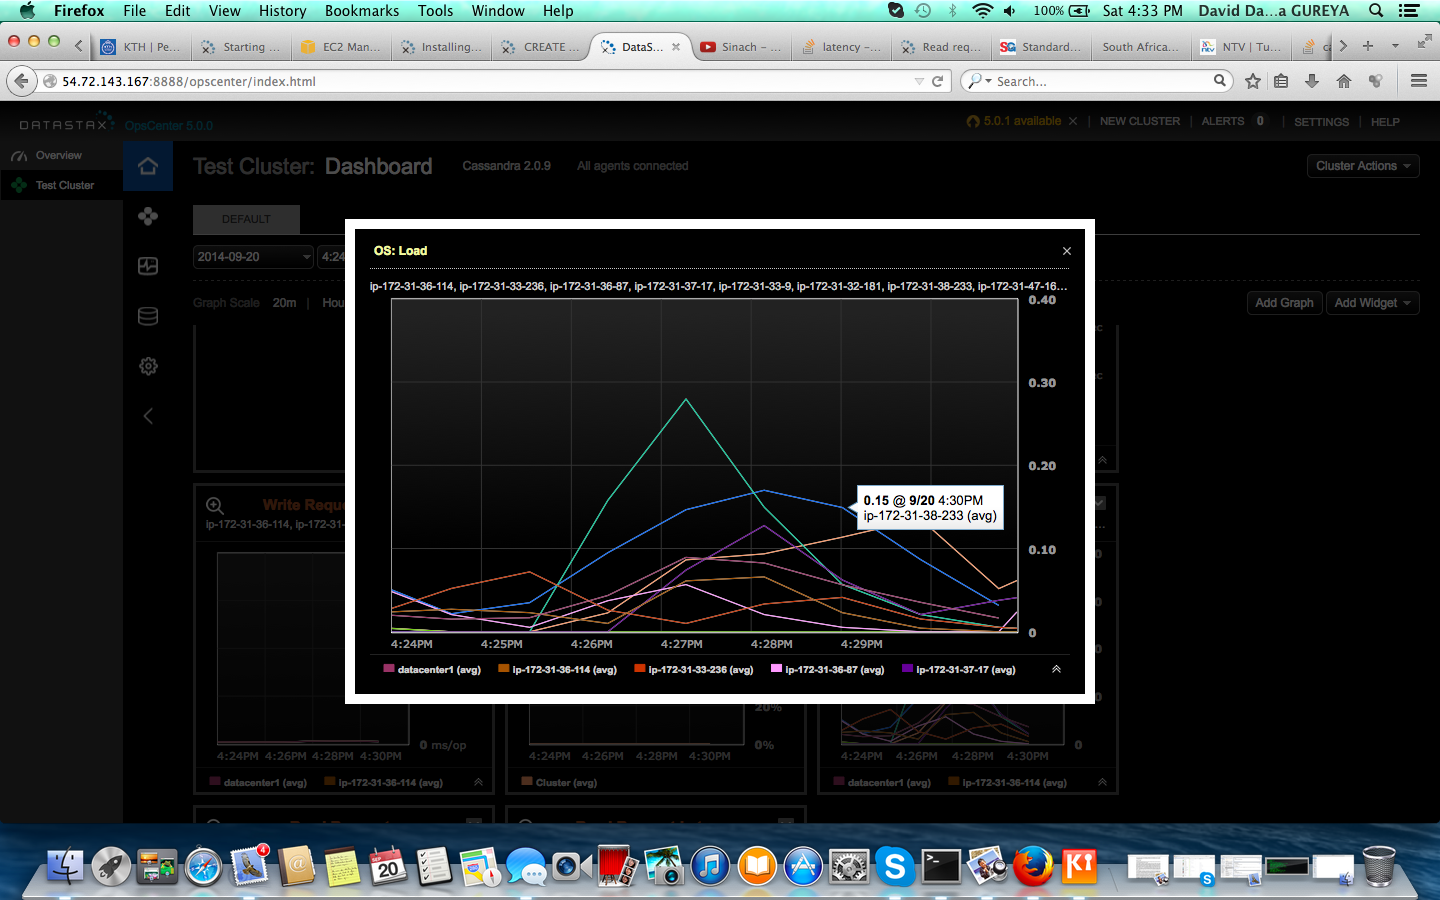 Firefox File Edit View History Bookmarks Tools Window Help 100% Sat 4:33 PM David Da...a GUREYA
KTH | Pe... Starting ... EC2 Man... Installing... CREATE ... DataS... Sinach – ... latency –... Read req... SG Standard... South Africa... ntv NTV | Tu...
54.72.143.167:8888/opscenter/index.html Search...
DATASTAX OpsCenter 5.0.0 5.0.1 available NEW CLUSTER ALERTS 0 SETTINGS HELP
Overview
Test Cluster
Test Cluster: Dashboard Cassandra 2.0.9 All agents connected Cluster Actions
DEFAULT
2014-09-20 4:24
Graph Scale 20m Hou
Add Graph Add Widget
OS: Load
ip-172-31-36-114, ip-172-31-33-236, ip-172-31-36-87, ip-172-31-37-17, ip-172-31-33-9, ip-172-31-32-181, ip-172-31-38-233, ip-172-31-47-16...
0.40
0.30
0.20
0.15 @ 9/20 4:30PM
ip-172-31-38-233 (avg)
0.10
0
4:24PM 4:25PM 4:26PM 4:27PM 4:28PM 4:29PM
datacenter1 (avg) ip-172-31-36-114 (avg) ip-172-31-33-236 (avg) ip-172-31-36-87 (avg) ip-172-31-37-17 (avg)
Write Reque
ip-172-31-36-114, ip-172-31
0 ms/op
4:24PM 4:26PM 4:28PM 4:30PM
datacenter1 (avg) ip-172-31-36-114 (avg)
20%
0%
4:24PM 4:26PM 4:28PM 4:30PM
Cluster (avg)
0
4:24PM 4:26PM 4:28PM 4:30PM
datacenter1 (avg) ip-172-31-36-114 (avg)
4
SEP
20